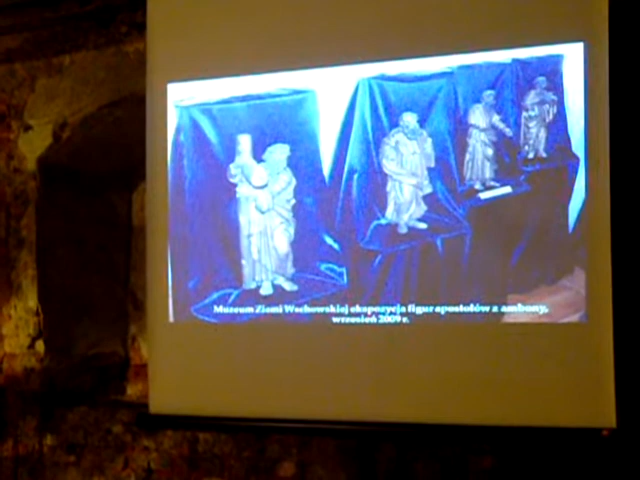 Muzeum Ziemi Wschowskiej ekspozycja figur apostołów z ambony,
wrzesień 2009 r.